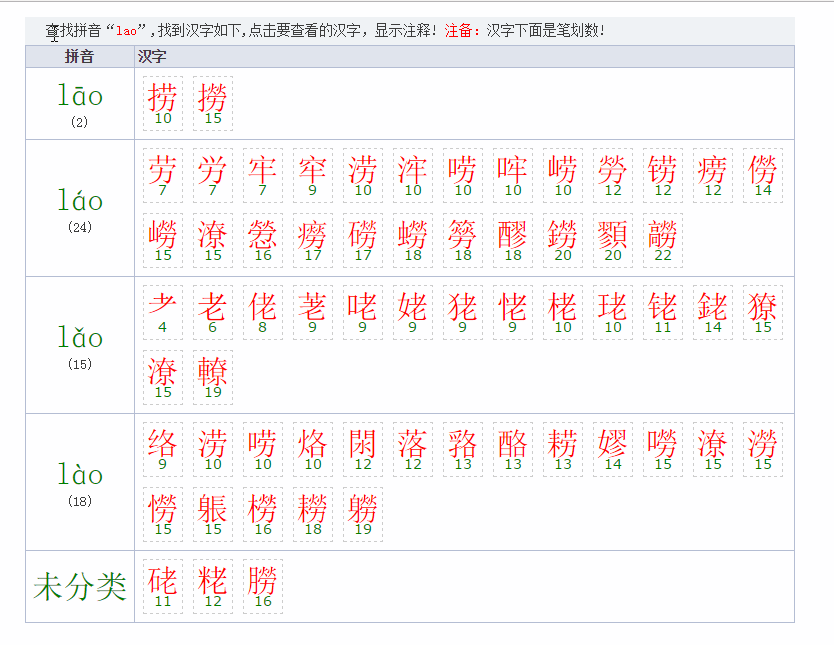 查找拼音“lao”,找到汉字如下,点击要查看的汉字, 显示注释! 注备: 汉字下面是笔划数!
拼音 汉字
lāo
(2)
捞 撈
10 15
láo
(24)
劳 労 牢 窂 涝 浶 唠 哰 崂 勞 铹 痨 僗
7 7 7 9 10 10 10 10 10 12 12 12 14
嶗 潦 憥 癆 磱 蟧 簩 醪 鐒 顟 髝
15 15 16 17 17 18 18 18 20 20 22
lǎo
(15)
耂 老 佬 荖 咾 姥 狫 恅 栳 珯 铑 銠 獠
4 6 8 9 9 9 9 9 10 10 11 14 15
潦 轑
15 19
lào
(18)
络 涝 唠 烙 閖 落 硌 酪 耢 嫪 嘮 潦 澇
9 10 10 10 12 12 13 13 13 14 15 15 15
憦 躼 橯 耮 軂
15 15 16 18 19
未分类
硓 粩 朥
11 12 16